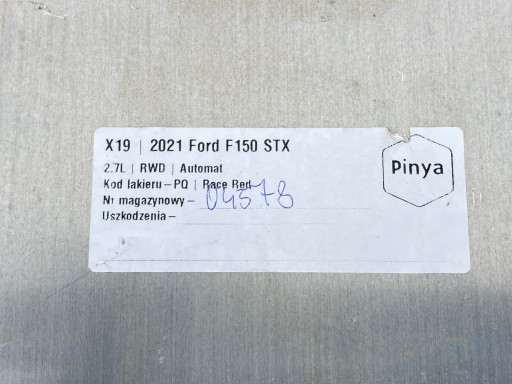 X19 | 2021 Ford F150 STX
2.7L | RWD | Automat
Kod lakieru – PQ | Race Red
Nr magazynowy – 04578
Uszkodzenia –
Pinya